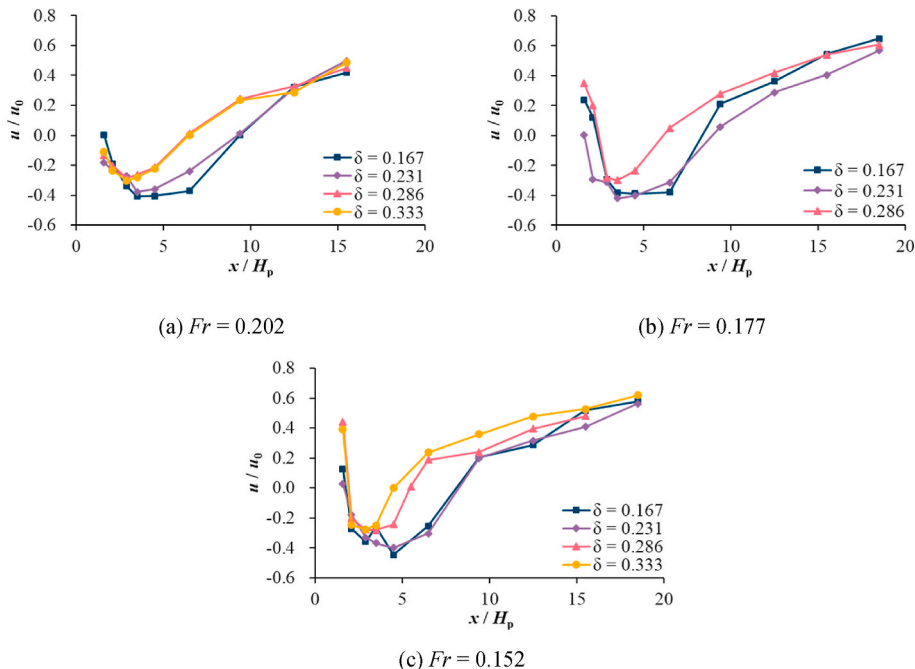 0.8
0.6
0.4
0.2
0.0
-0.2
-0.4
-0.6
u / u0
0 5 10 15 20
x / Hp
δ = 0.167
δ = 0.231
δ = 0.286
δ = 0.333
(a) Fr = 0.202
0.8
0.6
0.4
0.2
0.0
-0.2
-0.4
-0.6
u / u0
0 5 10 15 20
x / Hp
δ = 0.167
δ = 0.231
δ = 0.286
(b) Fr = 0.177
0.8
0.6
0.4
0.2
0.0
-0.2
-0.4
-0.6
u / u0
0 5 10 15 20
x / Hp
δ = 0.167
δ = 0.231
δ = 0.286
δ = 0.333
(c) Fr = 0.152